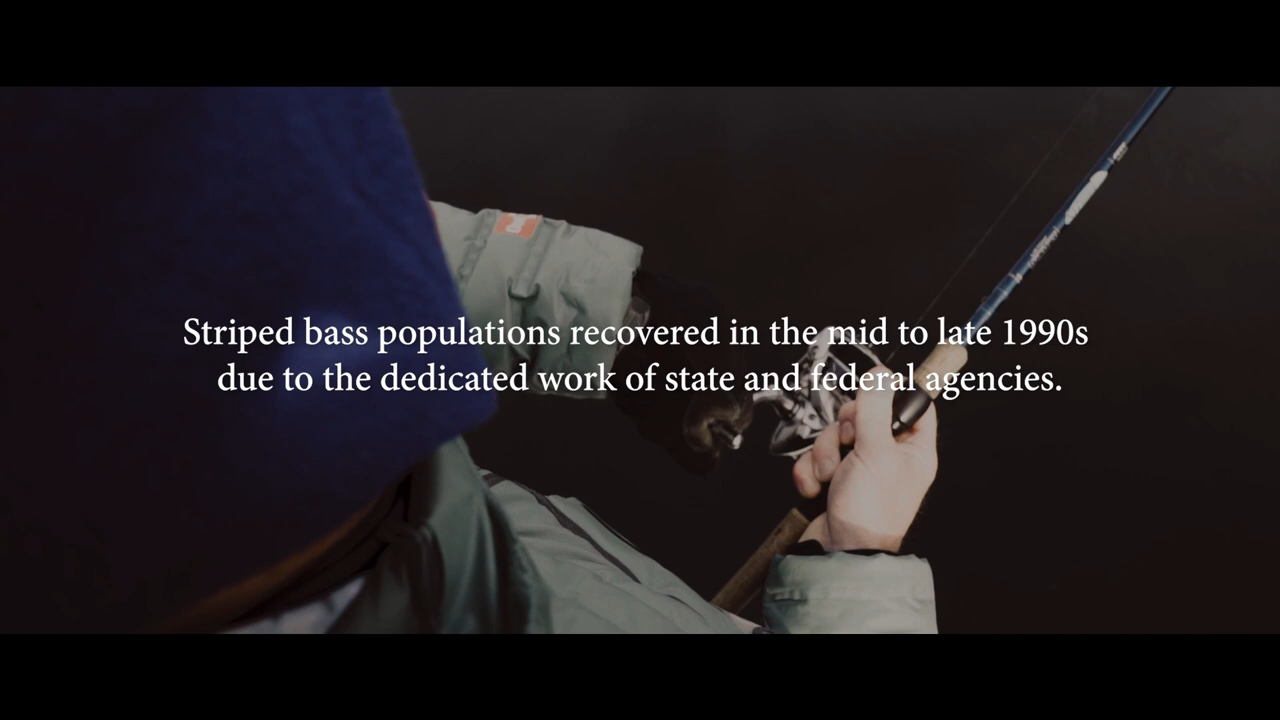 Striped bass populations recovered in the mid to late 1990s
due to the dedicated work of state and federal agencies.